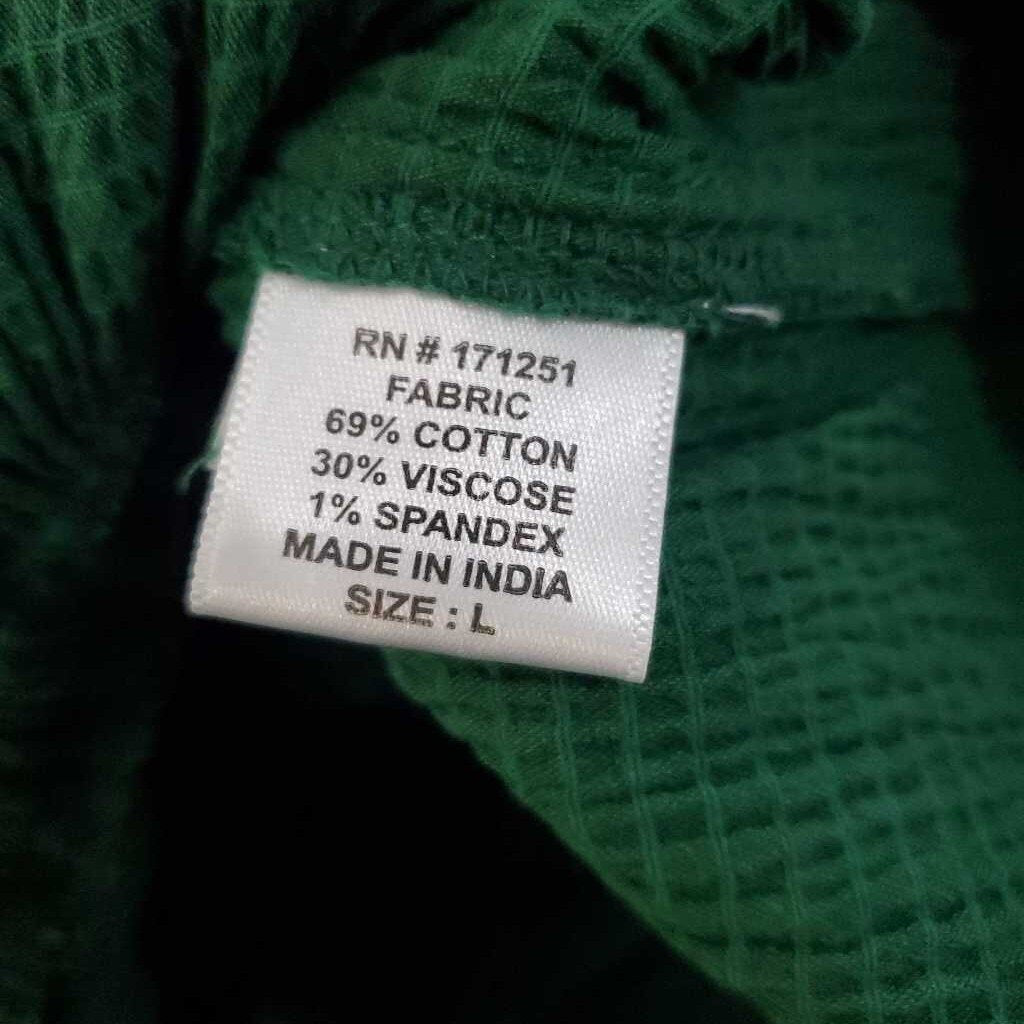 RN # 171251
FABRIC
69% COTTON
30% VISCOSE
1% SPANDEX
MADE IN INDIA
SIZE : L